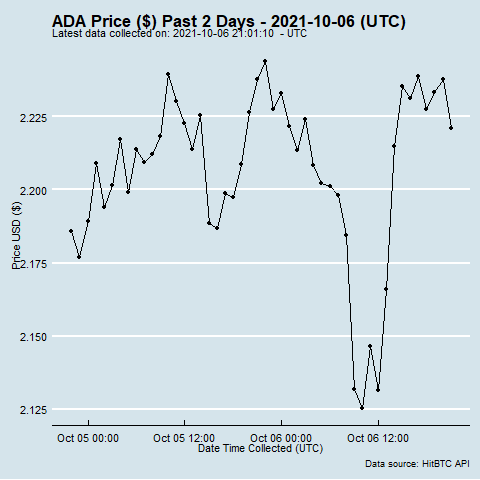 ADA Price ($) Past 2 Days - 2021-10-06 (UTC)
Latest data collected on: 2021-10-06 21:01:10 - UTC
2.225
2.200
2.175
2.150
2.125
Price USD ($)
Oct 05 00:00 Oct 05 12:00 Oct 06 00:00 Oct 06 12:00
Date Time Collected (UTC)
Data source: HitBTC API